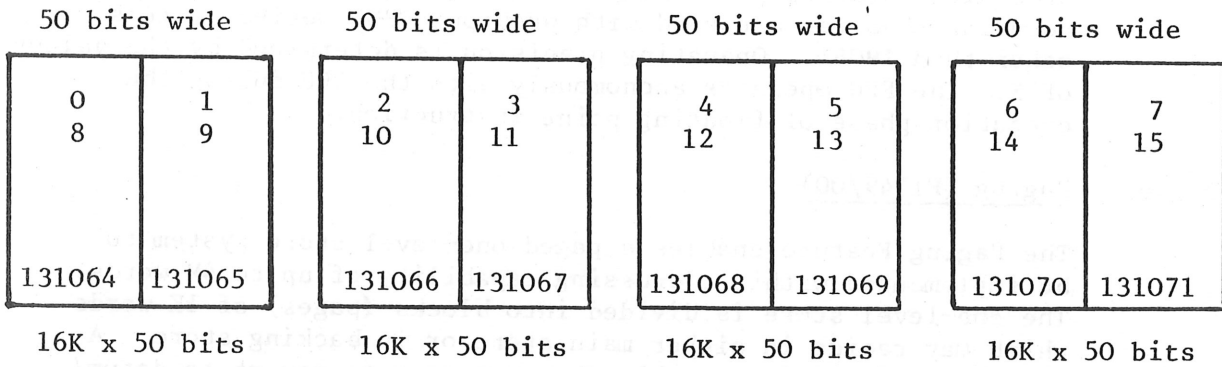 50 bits wide 50 bits wide 50 bits wide 50 bits wide
0 1 2 3 4 5 6 7
8 9 10 11 12 13 14 15
131064 131065 131066 131067 131068 131069 131070 131071
16K x 50 bits 16K x 50 bits 16K x 50 bits 16K x 50 bits